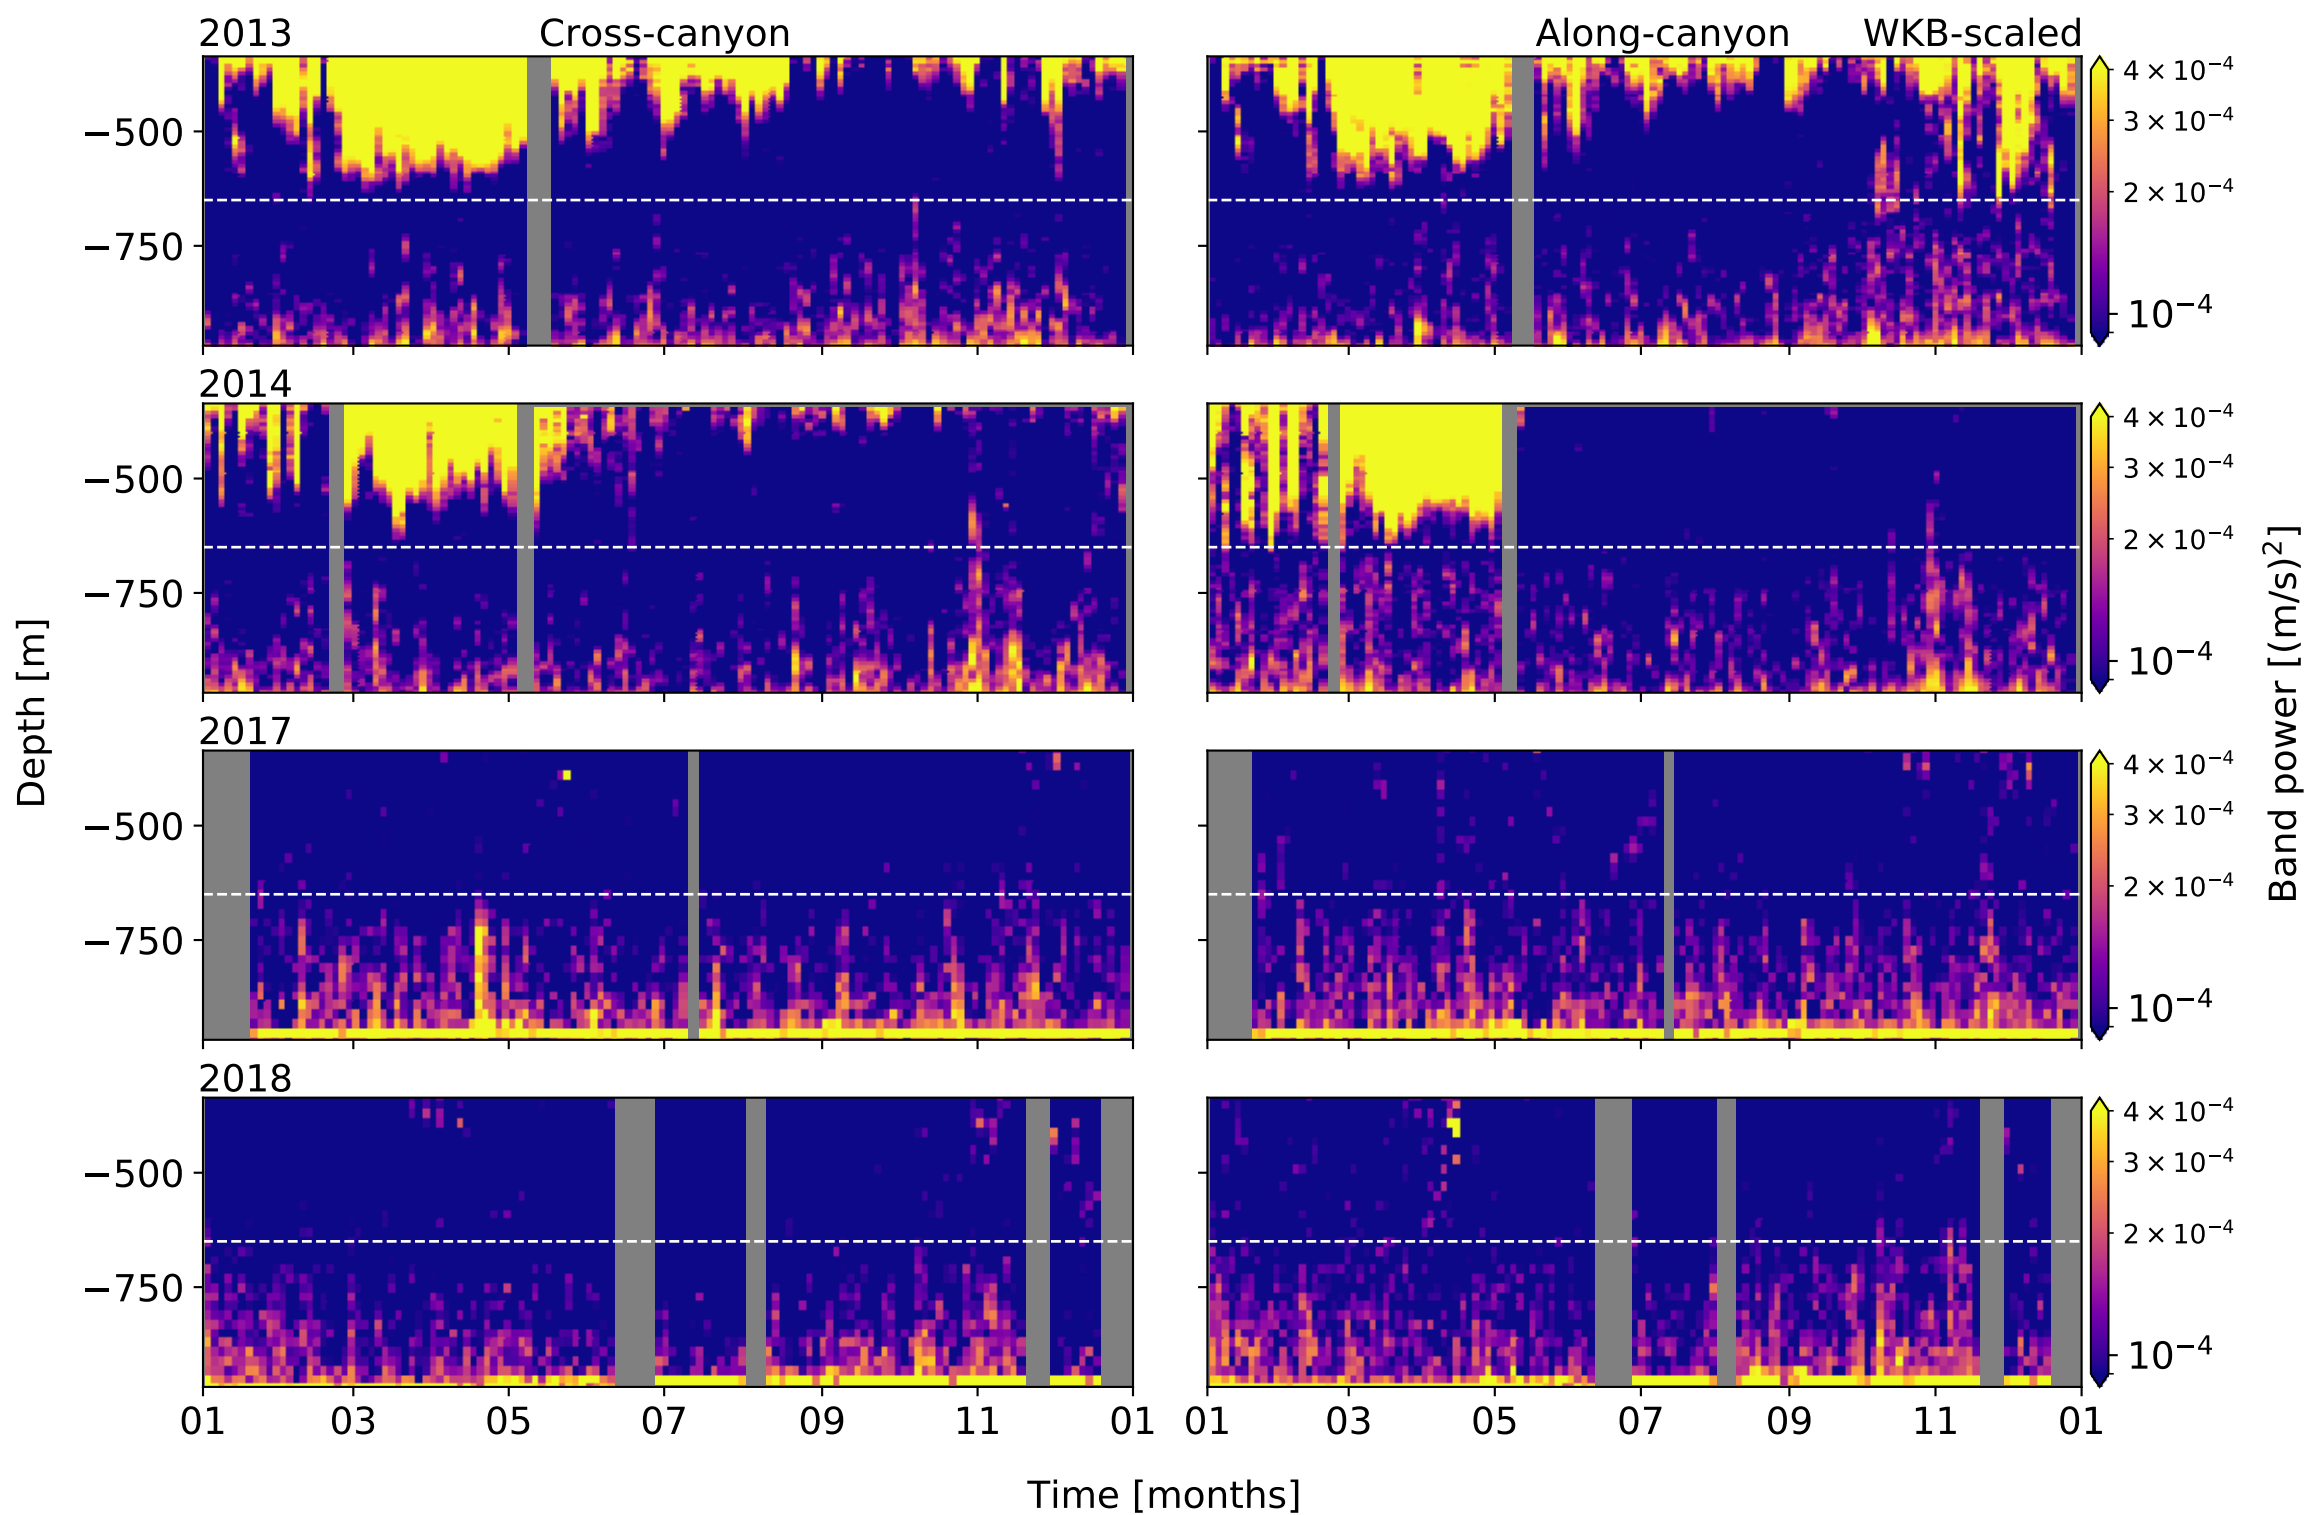 2013 Cross-canyon Along-canyon WKB-scaled
−500
−750
4 × 10⁻⁴
3 × 10⁻⁴
2 × 10⁻⁴
10⁻⁴
2014
−500
−750
4 × 10⁻⁴
3 × 10⁻⁴
2 × 10⁻⁴
10⁻⁴
Depth [m]
Band power [(m/s)²]
2017
−500
−750
4 × 10⁻⁴
3 × 10⁻⁴
2 × 10⁻⁴
10⁻⁴
2018
−500
−750
4 × 10⁻⁴
3 × 10⁻⁴
2 × 10⁻⁴
10⁻⁴
01 03 05 07 09 11 01 01 03 05 07 09 11 01
Time [months]